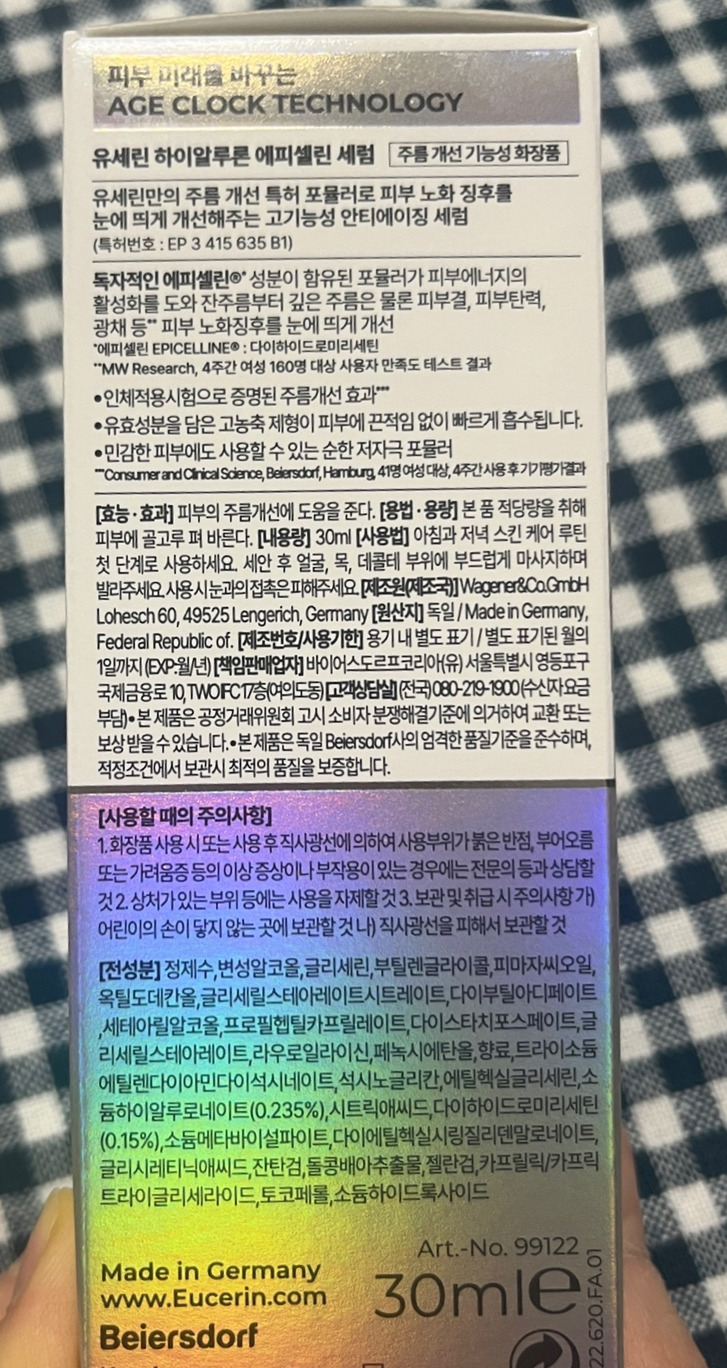 피부 미래를 바꾸는
AGE CLOCK TECHNOLOGY
유세린 하이알루론 에피셀린 세럼 주름 개선 기능성 화장품
유세린만의 주름 개선 특허 포뮬러로 피부 노화 징후를
눈에 띄게 개선해주는 고기능성 안티에이징 세럼
(특허번호 : EP 3 415 635 B1)
독자적인 에피셀린®* 성분이 함유된 포뮬러가 피부에너지의
활성화를 도와 잔주름부터 깊은 주름은 물론 피부결, 피부탄력,
광채 등** 피부 노화징후를 눈에 띄게 개선
*에피셀린 EPICELLINE® : 다이하이드로미리세틴
**MW Research, 4주간 여성 160명 대상 사용자 만족도 테스트 결과
•인체적용시험으로 증명된 주름개선 효과***
•유효성분을 담은 고농축 제형이 피부에 끈적임 없이 빠르게 흡수됩니다.
•민감한 피부에도 사용할 수 있는 순한 저자극 포뮬러
***Consumer and Clinical Science, Beiersdorf, Hamburg, 41명 여성 대상, 4주간 사용 후 기기평가 결과
[효능·효과] 피부의 주름개선에 도움을 준다. [용법·용량] 본 품 적당량을 취해
피부에 골고루 펴 바른다. [내용량] 30ml [사용법] 아침과 저녁 스킨 케어 루틴
첫 단계로 사용하세요. 세안 후 얼굴, 목, 데콜테 부위에 부드럽게 마사지하며
발라주세요. 사용 시 눈과의 접촉은 피해주세요. [제조원(제조국)] Wagener&Co.GmbH
Lohesch 60, 49525 Lengerich, Germany [원산지] 독일 / Made in Germany,
Federal Republic of. [제조번호/사용기한] 용기 내 별도 표기 / 별도 표기된 월의
1일까지 (EXP:월/년) [책임판매업자] 바이어스도르프코리아(유) 서울특별시 영등포구
국제금융로 10, TWO IFC 17층(여의도동) [고객상담실] (전국) 080-219-1900 (수신자 요금
부담) • 본 제품은 공정거래위원회 고시 소비자 분쟁해결기준에 의거하여 교환 또는
보상 받을 수 있습니다. • 본 제품은 독일 Beiersdorf사의 엄격한 품질기준을 준수하며,
적정조건에서 보관시 최적의 품질을 보증합니다.
[사용할 때의 주의사항]
1. 화장품 사용 시 또는 사용 후 직사광선에 의하여 사용부위가 붉은 반점, 부어오름
또는 가려움증 등의 이상 증상이나 부작용이 있는 경우에는 전문의 등과 상담할
것 2. 상처가 있는 부위 등에는 사용을 자제할 것 3. 보관 및 취급 시 주의사항 가)
어린이의 손이 닿지 않는 곳에 보관할 것 나) 직사광선을 피해서 보관할 것
[전성분] 정제수,변성알코올,글리세린,부틸렌글라이콜,피마자씨오일,
옥틸도데칸올,글리세릴스테아레이트시트레이트,다이부틸아디페이트
,세테아릴알코올,프로필헵틸카프릴레이트,다이스타치포스페이트,글
리세릴스테아레이트,라우로일라이신,페녹시에탄올,향료,트라이소듐
에틸렌다이아민다이석시네이트,석시노글리칸,에틸헥실글리세린,소
듐하이알루로네이트(0.235%),시트릭애씨드,다이하이드로미리세틴
(0.15%),소듐메타바이설파이트,다이에틸헥실시링질리덴말로네이트,
글리시레티닉애씨드,잔탄검,돌콩배아추출물,젤란검,카프릴릭/카프릭
트라이글리세라이드,토코페롤,소듐하이드록사이드
Art.-No. 99122
Made in Germany
www.Eucerin.com
30ml℮
Beiersdorf
22.620.FA.01